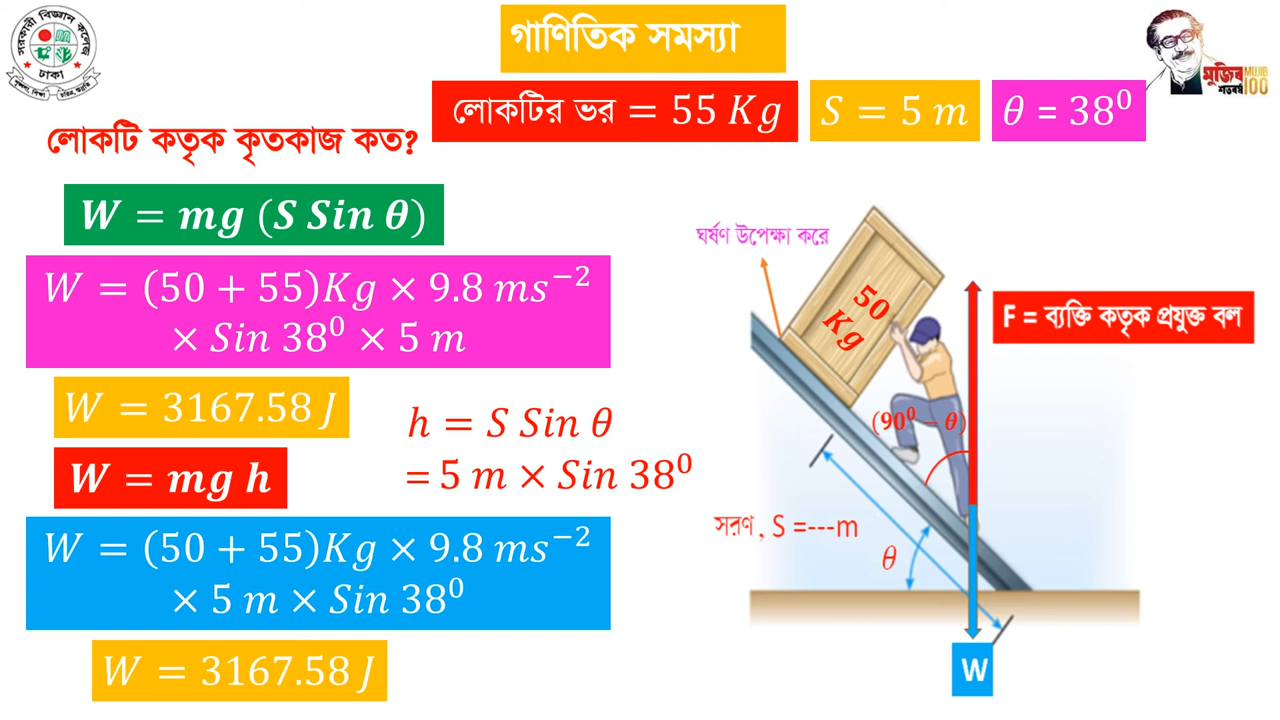 সরকারী বিজ্ঞান কলেজ
ঢাকা
গাণিতিক সমস্যা
মুজিব শতবর্ষ
MUJIB 100
লোকটির ভর = 55 Kg
S = 5 m
θ = 38⁰
লোকটি কতৃক কৃতকাজ কত?
W = mg (S Sin θ)
W = (50 + 55)Kg × 9.8 ms⁻²
× Sin 38⁰ × 5 m
W = 3167.58 J
h = S Sin θ
= 5 m × Sin 38⁰
W = mg h
W = (50 + 55)Kg × 9.8 ms⁻²
× 5 m × Sin 38⁰
W = 3167.58 J
ঘর্ষণ উপেক্ষা করে
50
Kg
F = ব্যক্তি কতৃক প্রযুক্ত বল
(90⁰ − θ)
সরণ, S =---m
θ
W